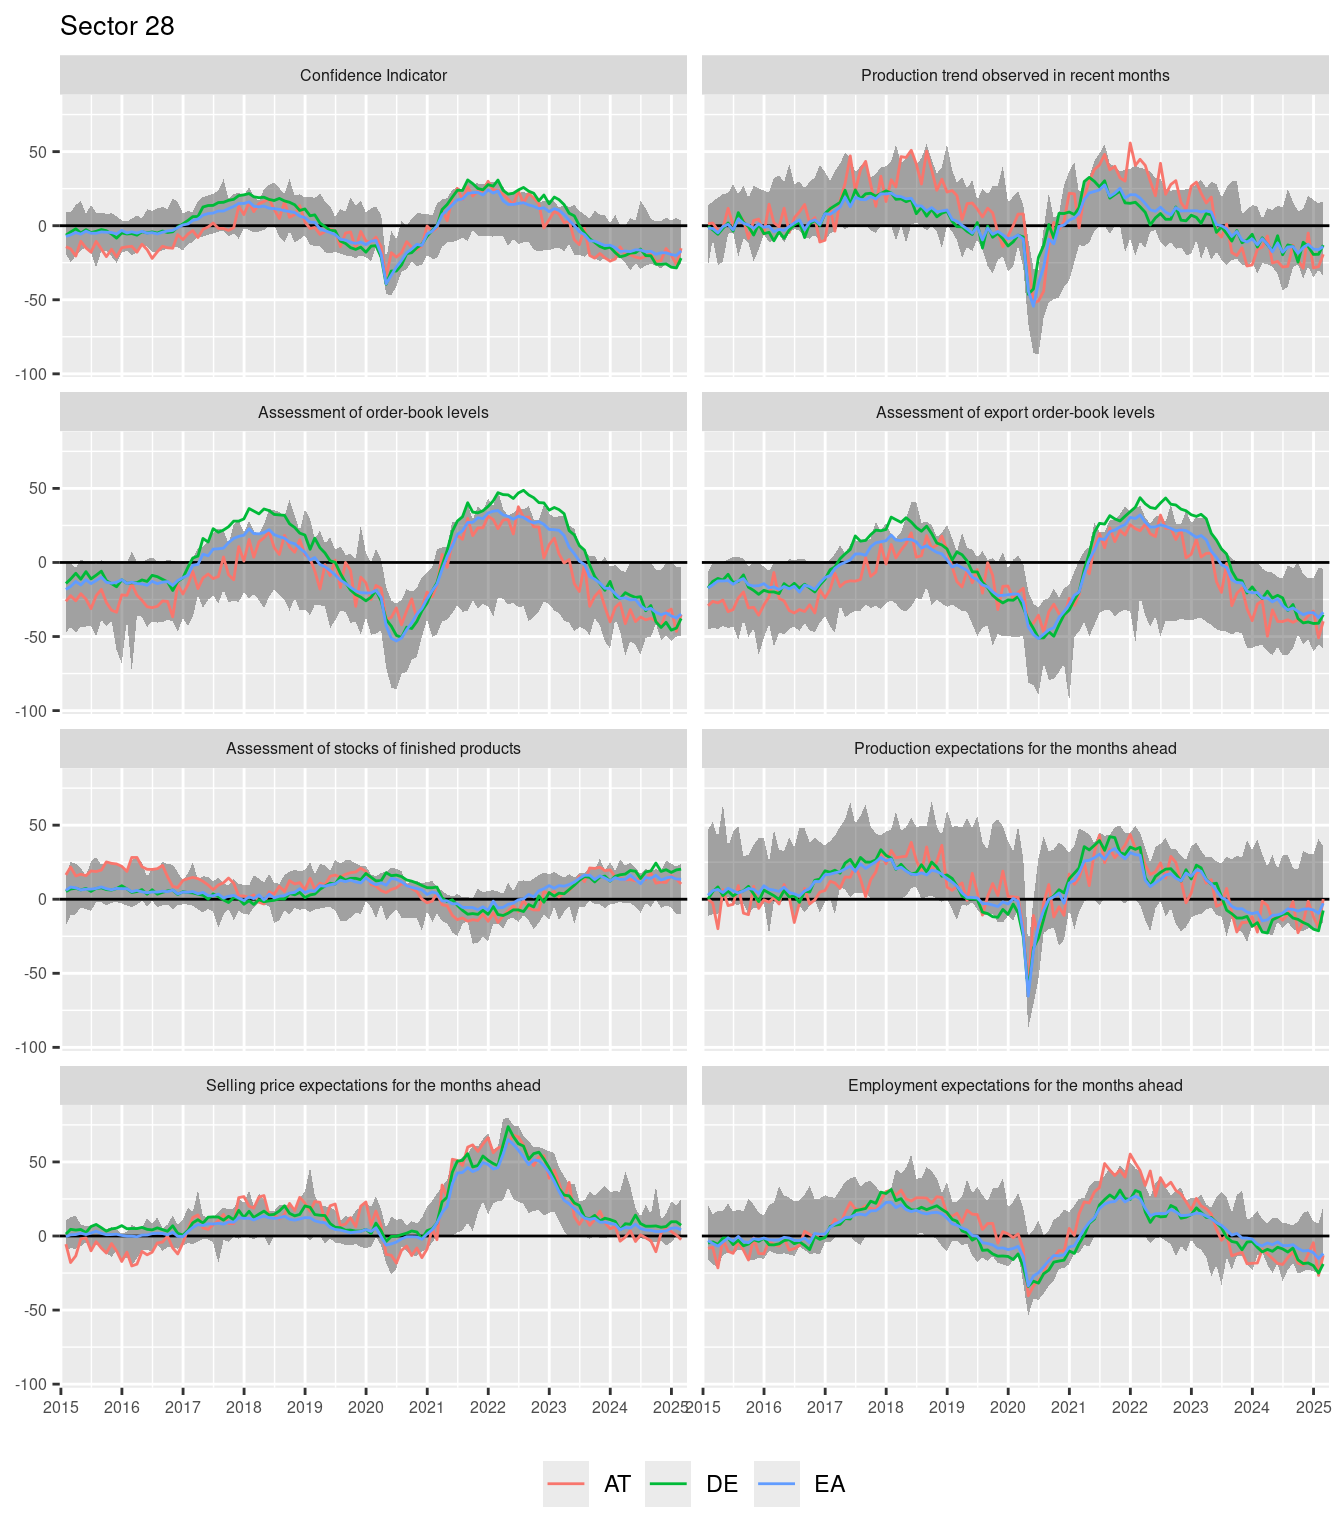 Sector 28
Confidence Indicator
Production trend observed in recent months
50
0
-50
-100
Assessment of order-book levels
Assessment of export order-book levels
50
0
-50
-100
Assessment of stocks of finished products
Production expectations for the months ahead
50
0
-50
-100
Selling price expectations for the months ahead
Employment expectations for the months ahead
50
0
-50
-100
2015 2016 2017 2018 2019 2020 2021 2022 2023 2024 2025
2015 2016 2017 2018 2019 2020 2021 2022 2023 2024 2025
AT DE EA